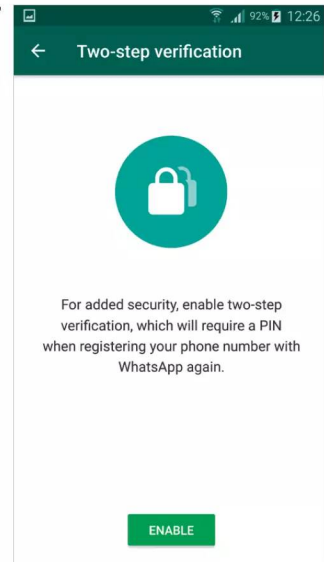 92% 12:26
Two-step verification
For added security, enable two-step
verification, which will require a PIN
when registering your phone number with
WhatsApp again.
ENABLE